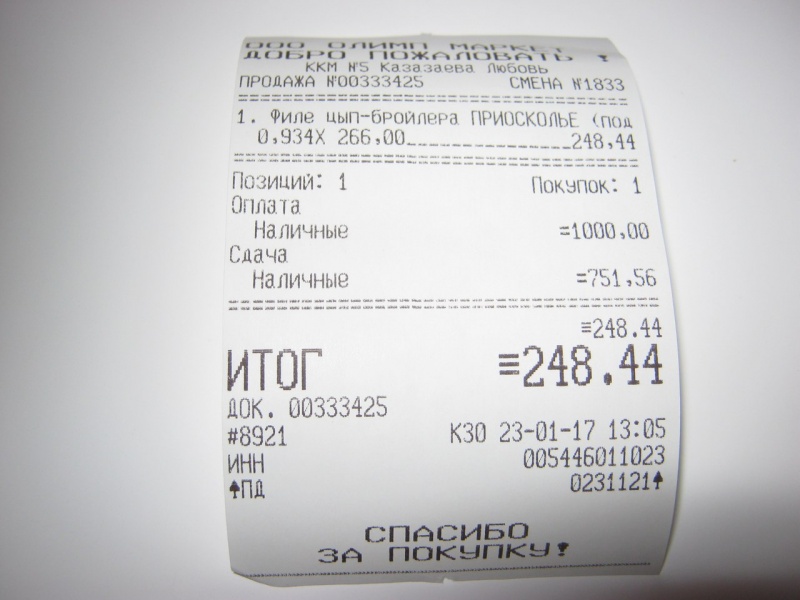 ООО ОЛИМП МАРКЕТ
ДОБРО ПОЖАЛОВАТЬ !
ККМ №5 Казазаева Любовь
ПРОДАЖА №00333425 СМЕНА №1833
1. Филе цып-бройлера ПРИОСКОЛЬЕ (под
0,934X 266,00 248,44
Позиций: 1 Покупок: 1
Оплата
Наличные =1000,00
Сдача
Наличные =751,56
≡248.44
ИТОГ ≡248.44
ДОК. 00333425
#8921 К30 23-01-17 13:05
ИНН 005446011023
♠ПД 0231121♠
СПАСИБО
ЗА ПОКУПКУ!